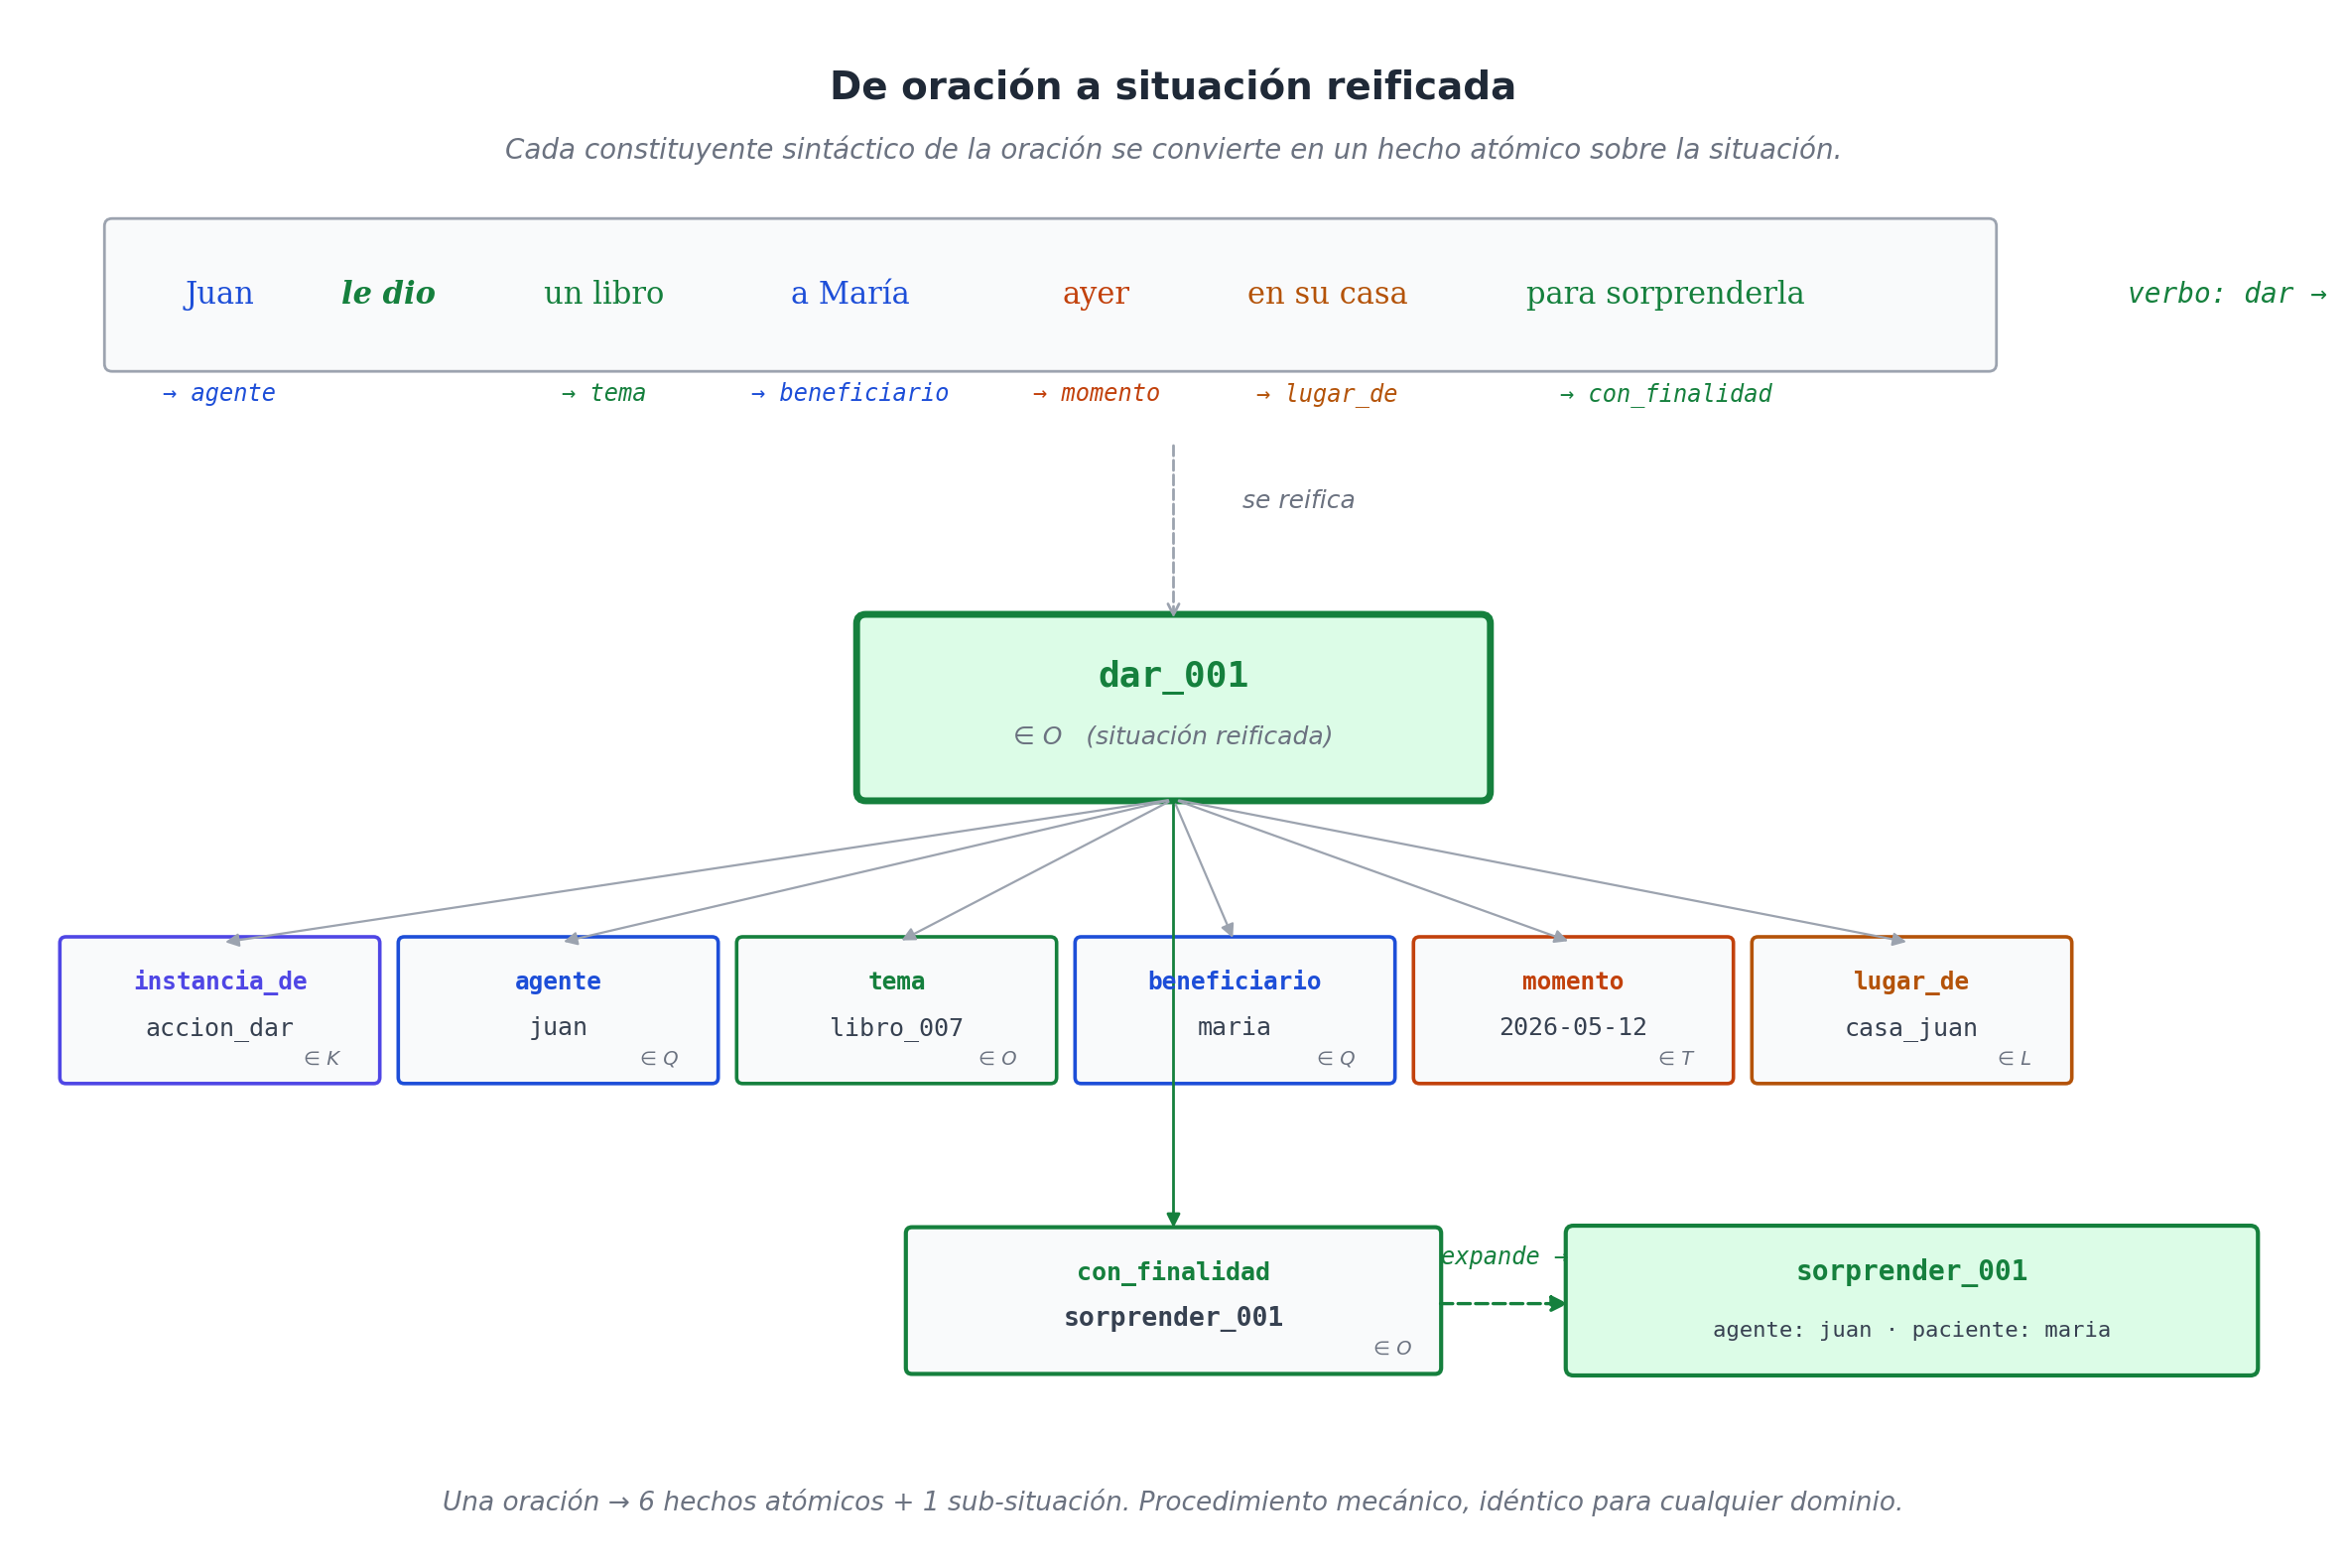 De oración a situación reificada
Cada constituyente sintáctico de la oración se convierte en un hecho atómico sobre la situación.
Juan le dio un libro a María ayer en su casa para sorprenderla verbo: dar →
→ agente → tema → beneficiario → momento → lugar_de → con_finalidad
se reifica
dar_001
∈ O (situación reificada)
instancia_de agente tema beneficiario momento lugar_de
accion_dar juan libro_007 maria 2026-05-12 casa_juan
∈ K ∈ Q ∈ O ∈ Q ∈ T ∈ L
expande →
con_finalidad sorprender_001
sorprender_001 agente: juan · paciente: maria
∈ O
Una oración → 6 hechos atómicos + 1 sub-situación. Procedimiento mecánico, idéntico para cualquier dominio.